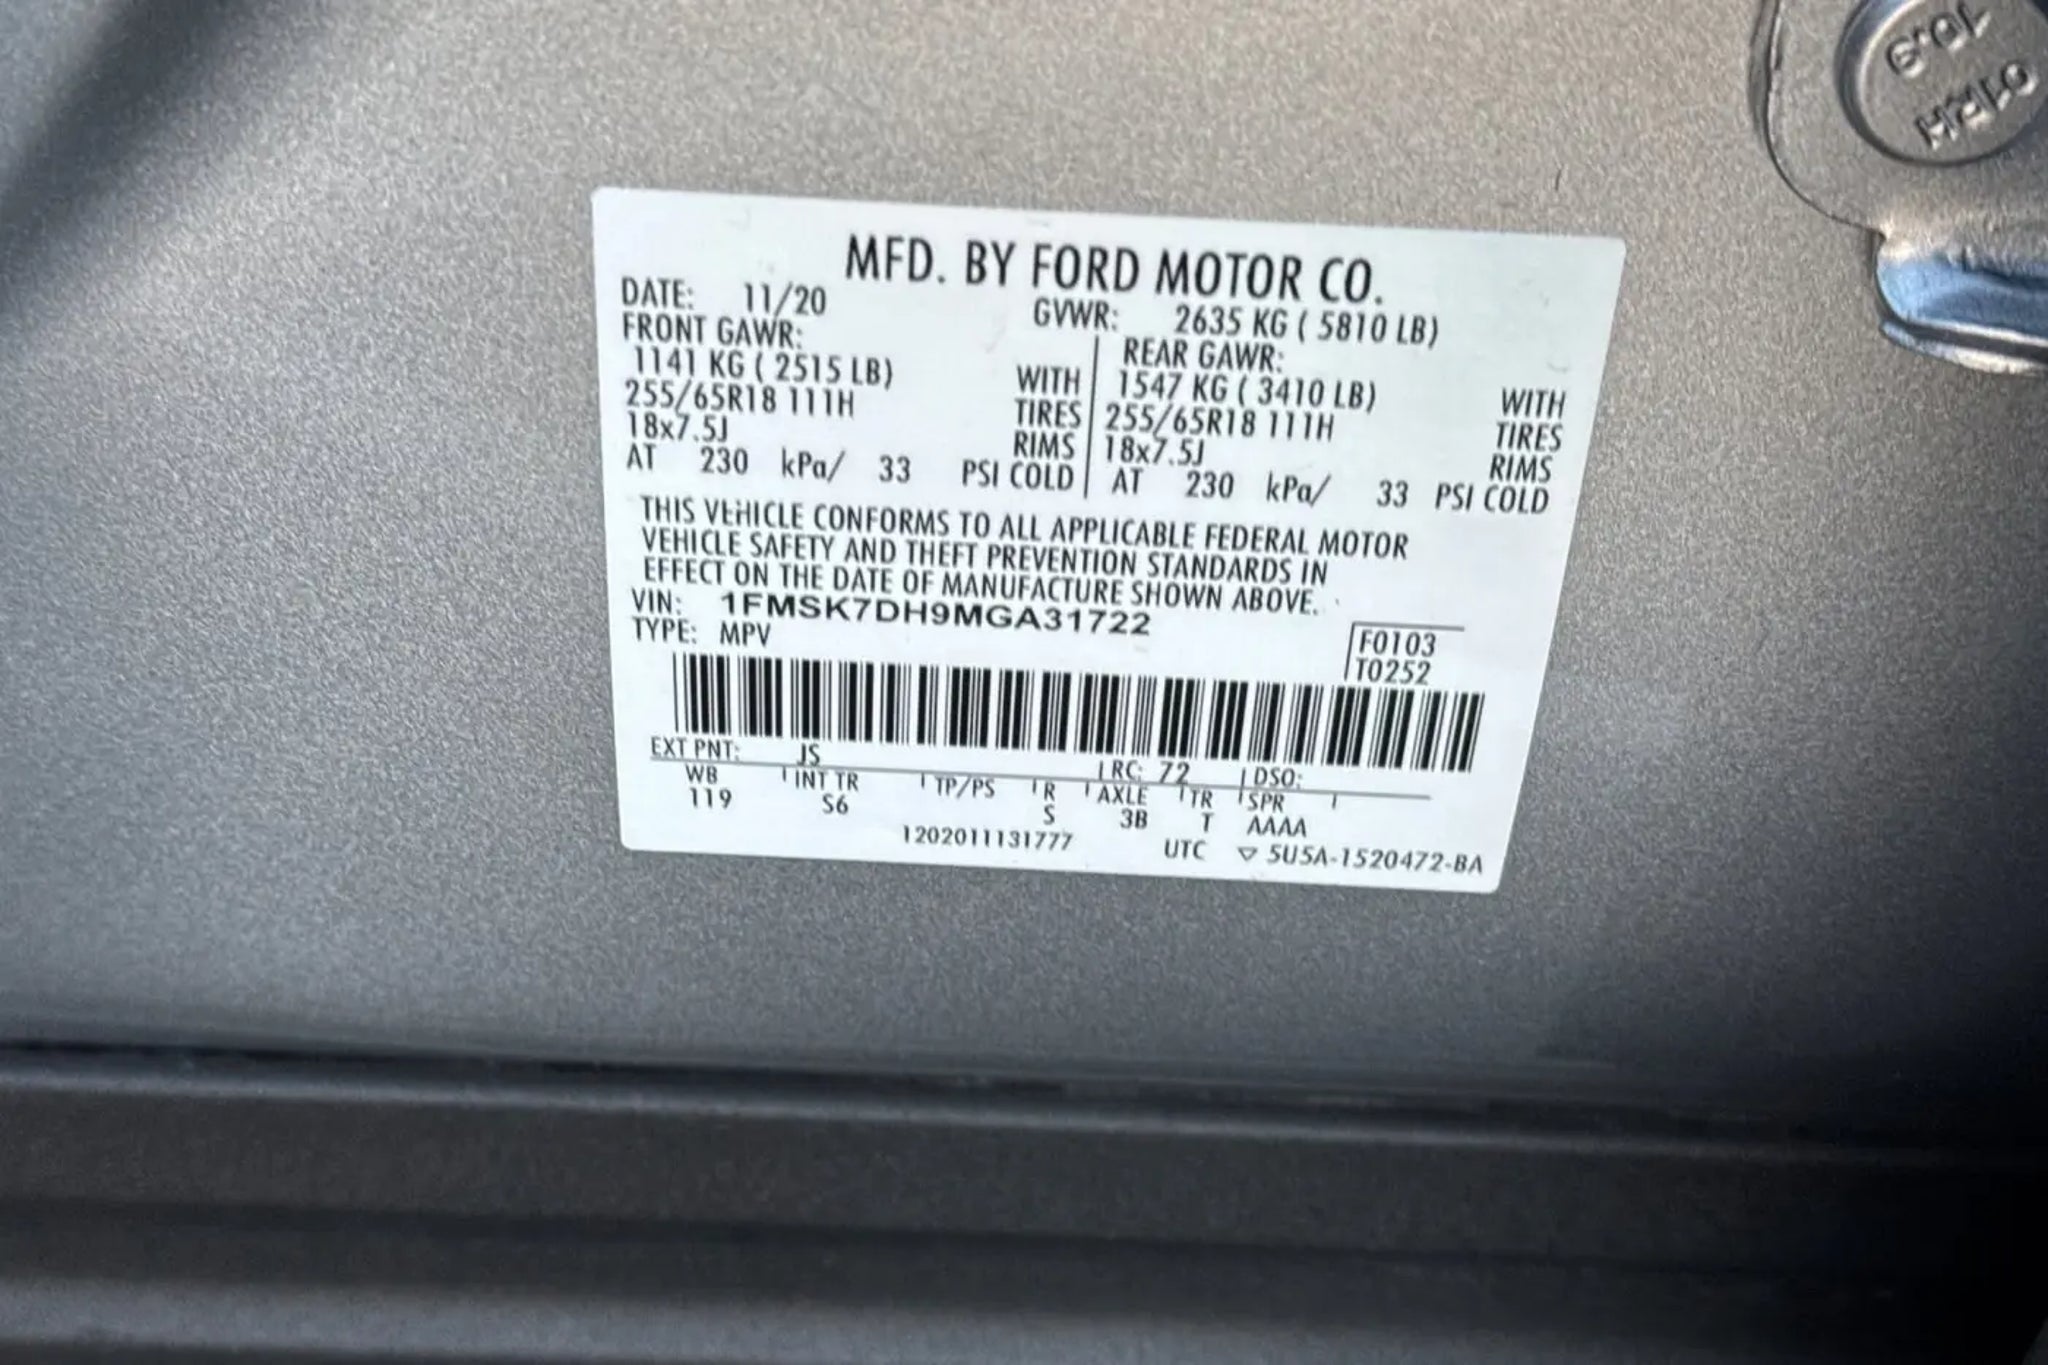 10.9
01RH
MFD. BY FORD MOTOR CO.
DATE: 11/20 GVWR: 2635 KG ( 5810 LB)
FRONT GAWR: REAR GAWR:
1141 KG ( 2515 LB) WITH 1547 KG ( 3410 LB) WITH
255/65R18 111H TIRES 255/65R18 111H TIRES
18x7.5J RIMS 18x7.5J RIMS
AT 230 kPa/ 33 PSI COLD AT 230 kPa/ 33 PSI COLD
THIS VEHICLE CONFORMS TO ALL APPLICABLE FEDERAL MOTOR
VEHICLE SAFETY AND THEFT PREVENTION STANDARDS IN
EFFECT ON THE DATE OF MANUFACTURE SHOWN ABOVE.
VIN: 1FMSK7DH9MGA31722
TYPE: MPV F0103
T0252
EXT PNT: JS RC: 72 DSO:
WB INT TR TP/PS R AXLE TR SPR
119 S6 S 3B T AAAA
1202011131777 UTC ▽ 5U5A-1520472-BA